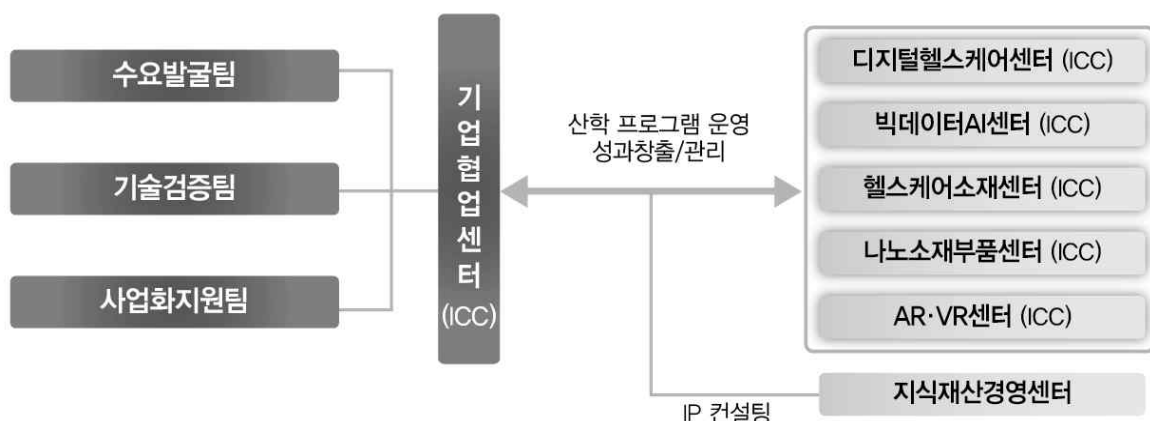 수요발굴팀
기술검증팀
사업화지원팀
기업협업센터
(ICC)
산학 프로그램 운영
성과창출/관리
디지털헬스케어센터 (ICC)
빅데이터AI센터 (ICC)
헬스케어소재센터 (ICC)
나노소재부품센터 (ICC)
AR·VR센터 (ICC)
지식재산경영센터
IP 컨설팅